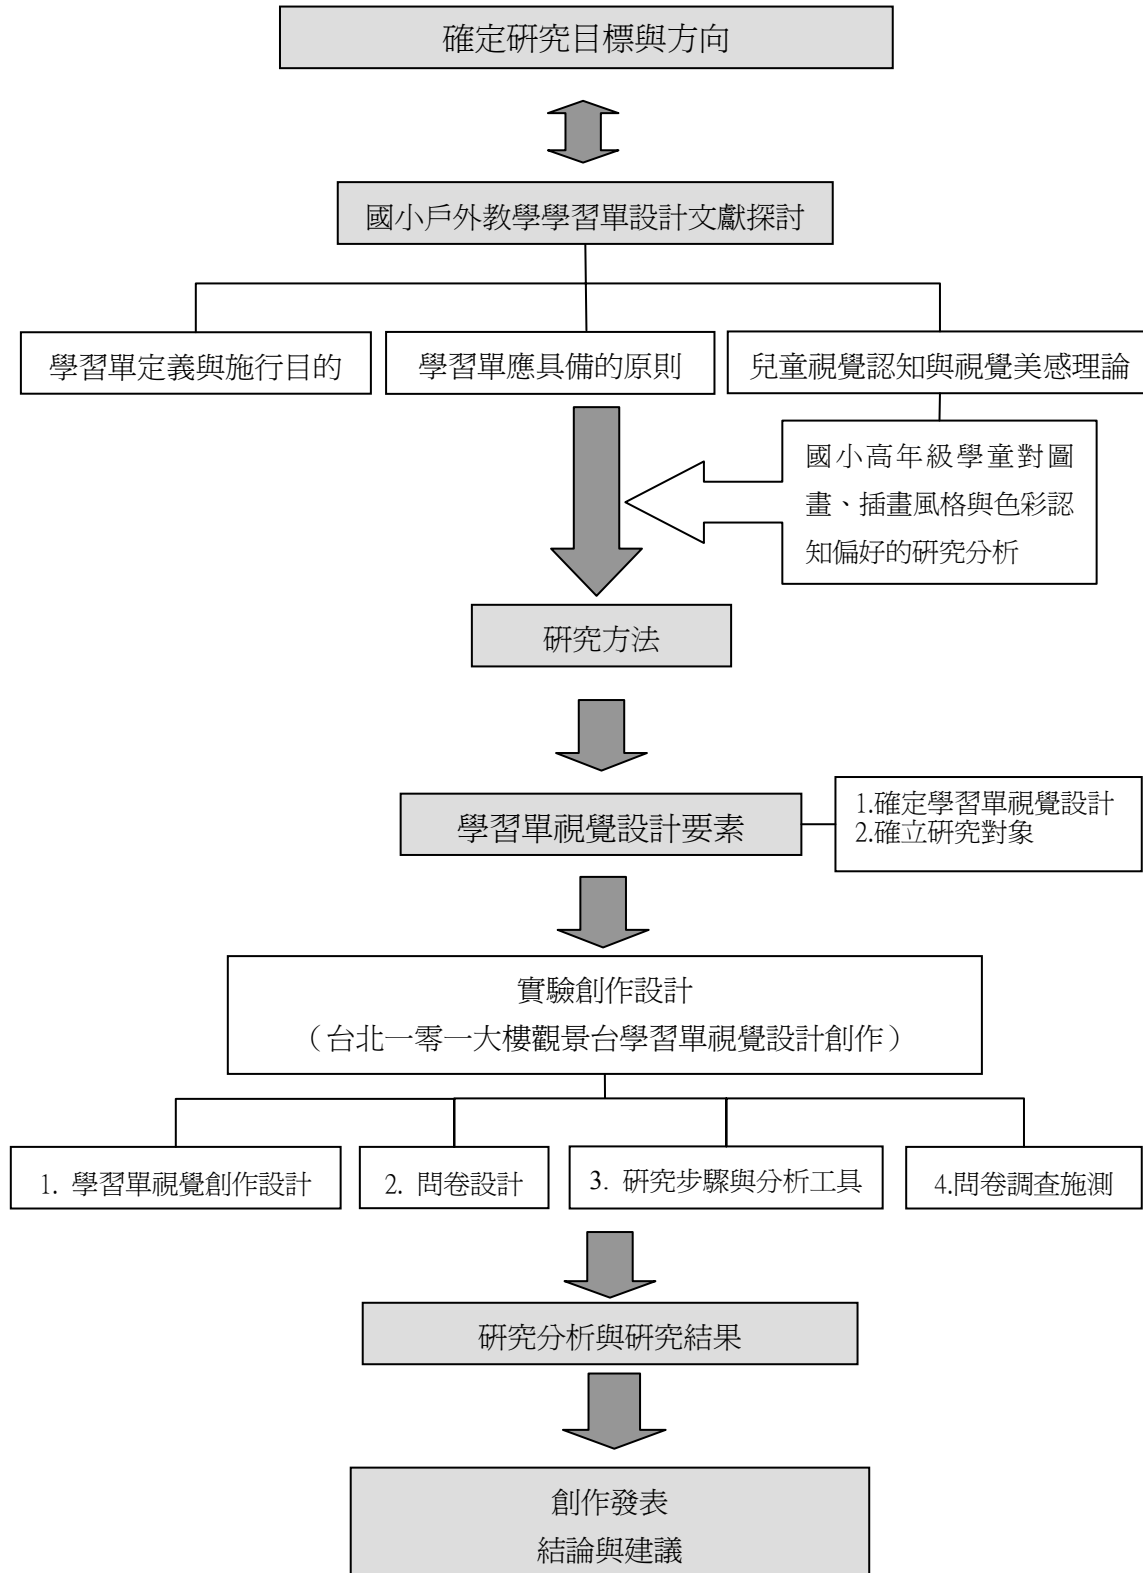 確定研究目標與方向
國小戶外教學學習單設計文獻探討
學習單定義與施行目的
學習單應具備的原則
兒童視覺認知與視覺美感理論
國小高年級學童對圖
畫、插畫風格與色彩認
知偏好的研究分析
研究方法
學習單視覺設計要素
1.確定學習單視覺設計
2.確立研究對象
實驗創作設計
（台北一零一大樓觀景台學習單視覺設計創作）
1. 學習單視覺創作設計
2. 問卷設計
3. 研究步驟與分析工具
4.問卷調查施測
研究分析與研究結果
創作發表
結論與建議